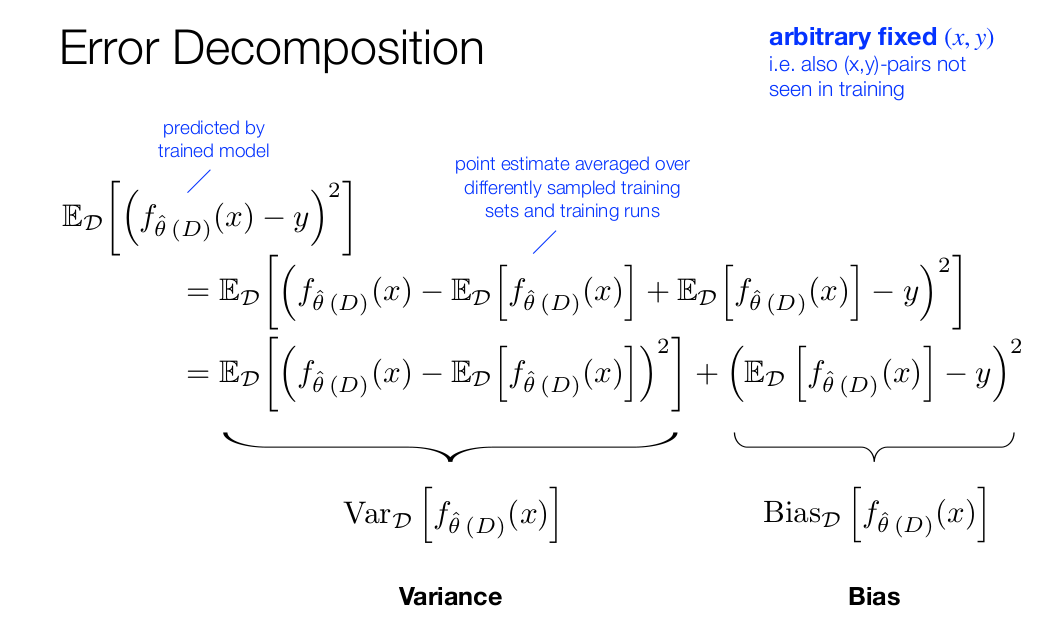 Error Decomposition
arbitrary fixed (x, y)
i.e. also (x,y)-pairs not
seen in training
predicted by
trained model
point estimate averaged over
differently sampled training
sets and training runs
$\mathbb{E}_{\mathcal{D}}\left[\left(f_{\hat{\theta}(D)}(x) - y\right)^2\right]$
$= \mathbb{E}_{\mathcal{D}}\left[\left(f_{\hat{\theta}(D)}(x) - \mathbb{E}_{\mathcal{D}}\left[f_{\hat{\theta}(D)}(x)\right] + \mathbb{E}_{\mathcal{D}}\left[f_{\hat{\theta}(D)}(x)\right] - y\right)^2\right]$
$= \mathbb{E}_{\mathcal{D}}\left[\left(f_{\hat{\theta}(D)}(x) - \mathbb{E}_{\mathcal{D}}\left[f_{\hat{\theta}(D)}(x)\right]\right)^2\right] + \left(\mathbb{E}_{\mathcal{D}}\left[f_{\hat{\theta}(D)}(x)\right] - y\right)^2$
$\mathrm{Var}_{\mathcal{D}}\left[f_{\hat{\theta}(D)}(x)\right]$
$\mathrm{Bias}_{\mathcal{D}}\left[f_{\hat{\theta}(D)}(x)\right]$
Variance
Bias